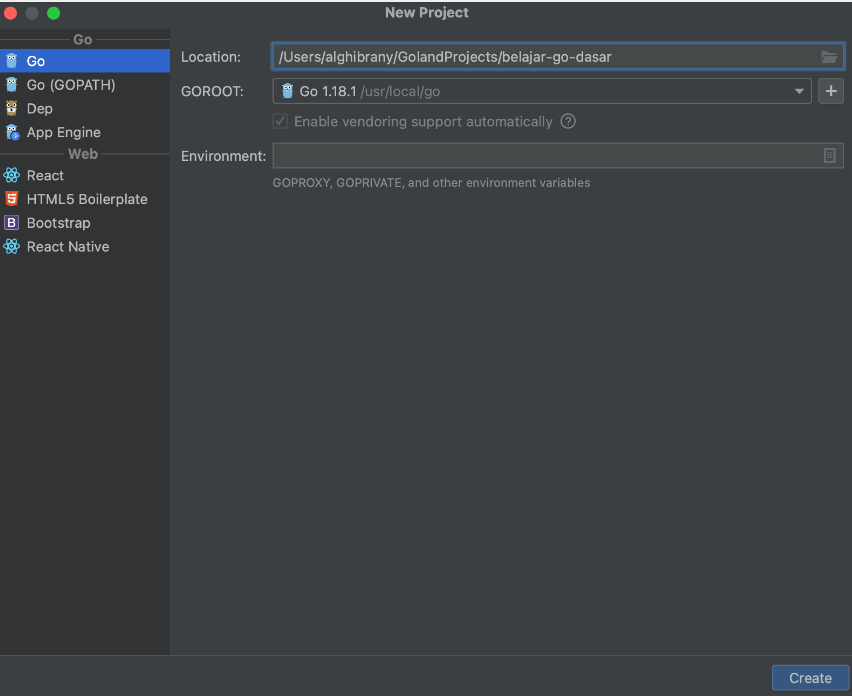 New Project
Go
Go
Go (GOPATH)
Dep
App Engine
Web
React
HTML5 Boilerplate
Bootstrap
React Native
Location: /Users/alghibrany/GolandProjects/belajar-go-dasar
GOROOT: Go 1.18.1 /usr/local/go
Enable vendoring support automatically ?
Environment:
GOPROXY, GOPRIVATE, and other environment variables
Create